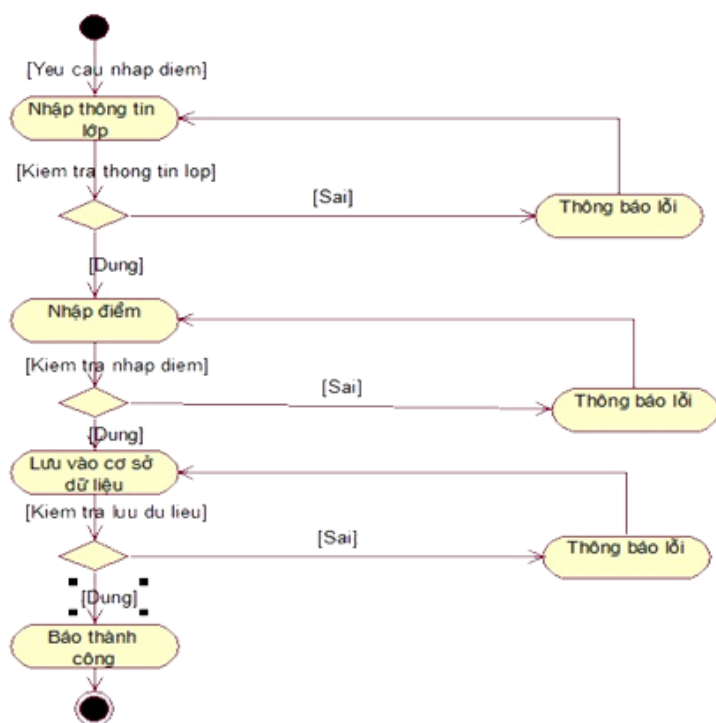 [Yeu cau nhap diem]
Nhập thông tin
lớp
[Kiem tra thong tin lop]
[Sai]
Thông báo lỗi
[Dung]
Nhập điểm
[Kiem tra nhap diem]
[Sai]
Thông báo lỗi
[Dung]
Lưu vào cơ sở
dữ liệu
[Kiem tra luu du lieu]
[Sai]
Thông báo lỗi
[Dung]
Báo thành
công